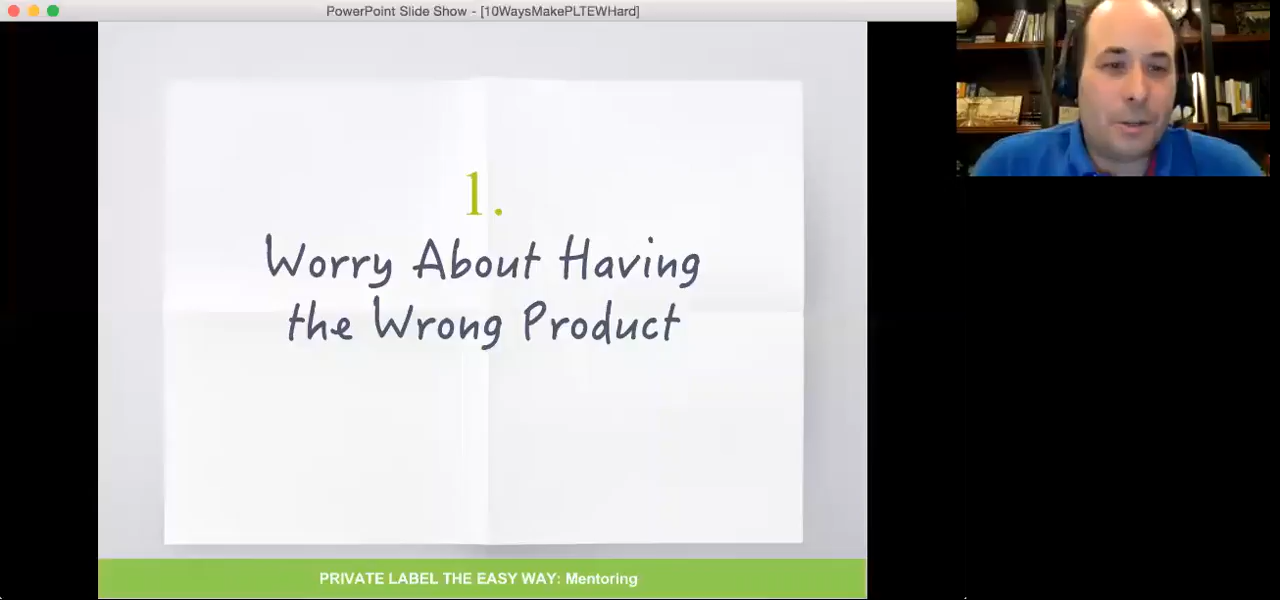 PowerPoint Slide Show - [10WaysMakePLTEWHard]
1.
Worry About Having
the Wrong Product
PRIVATE LABEL THE EASY WAY: Mentoring